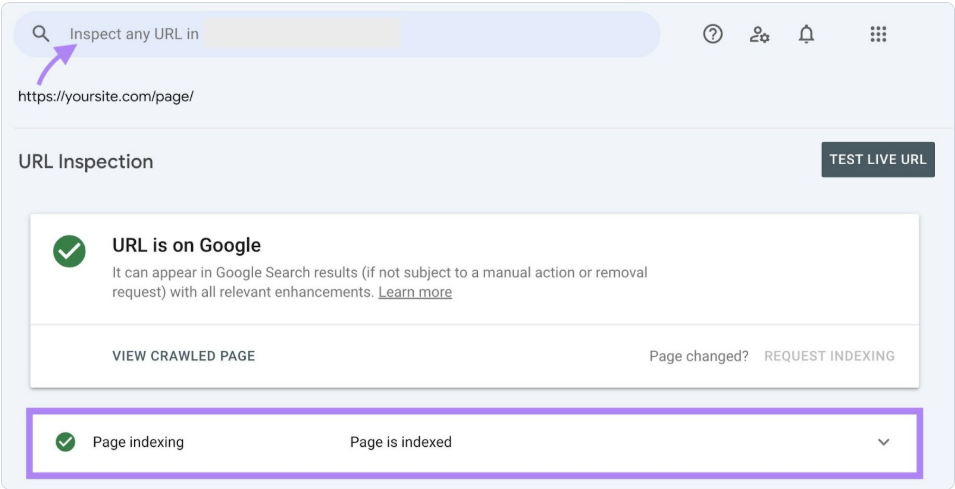 Inspect any URL in
https://yoursite.com/page/
URL Inspection
TEST LIVE URL
URL is on Google
It can appear in Google Search results (if not subject to a manual action or removal
request) with all relevant enhancements. Learn more
VIEW CRAWLED PAGE
Page changed? REQUEST INDEXING
Page indexing
Page is indexed